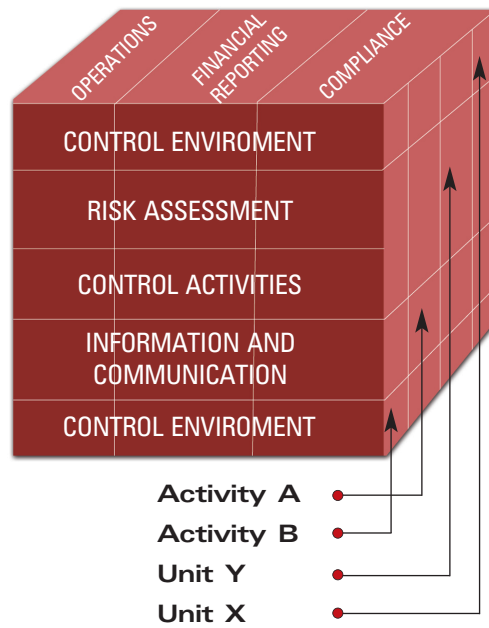 OPERATIONS
FINANCIAL
REPORTING
COMPLIANCE
CONTROL ENVIROMENT
RISK ASSESSMENT
CONTROL ACTIVITIES
INFORMATION AND
COMMUNICATION
CONTROL ENVIROMENT
Activity A
Activity B
Unit Y
Unit X